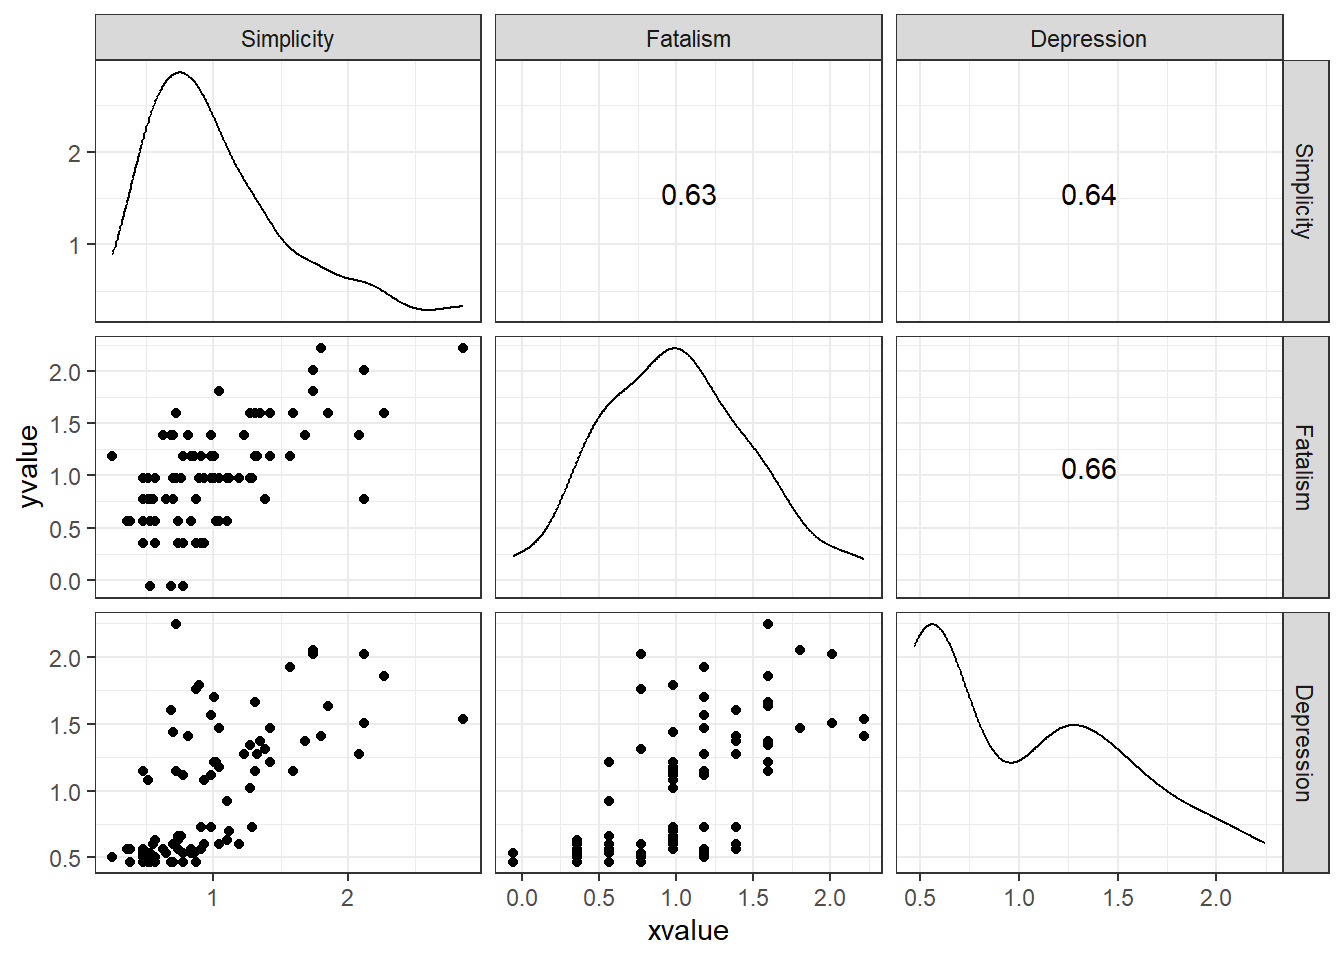 Simplicity
Fatalism
Depression
2
1
0.63
0.64
Simplicity
yvalue
2.0
1.5
1.0
0.5
0.0
0.66
Fatalism
2.0
1.5
1.0
0.5
Depression
1 2
0.0 0.5 1.0 1.5 2.0
0.5 1.0 1.5 2.0
xvalue